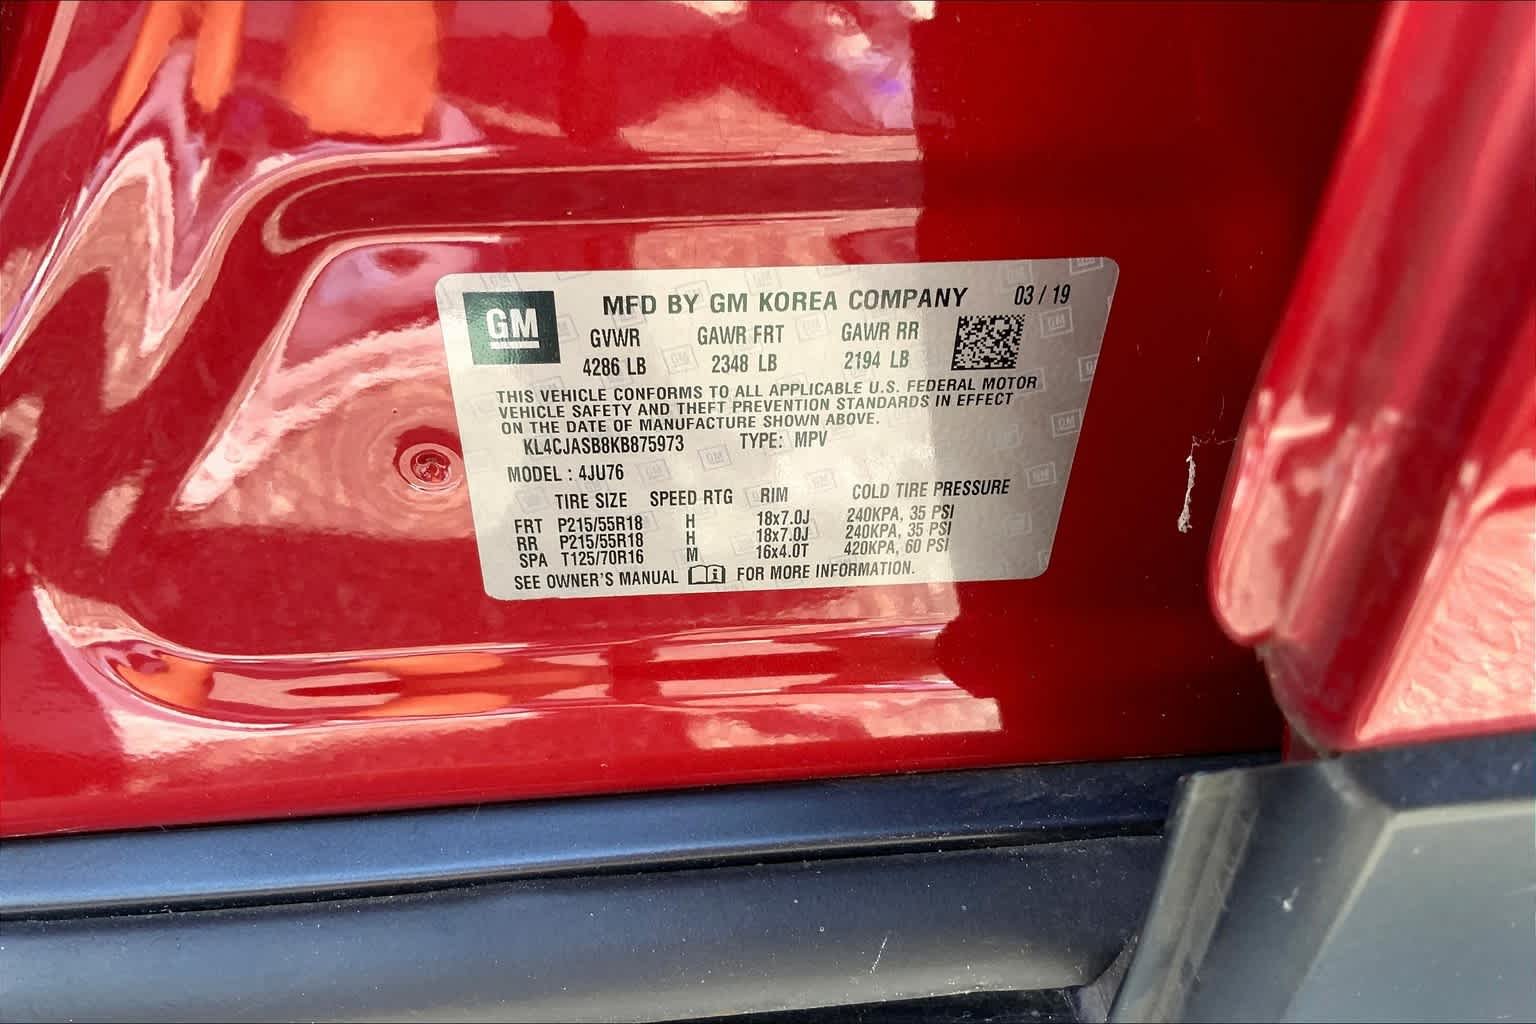 GM
MFD BY GM KOREA COMPANY 03 / 19
GVWR GAWR FRT GAWR RR
4286 LB 2348 LB 2194 LB
THIS VEHICLE CONFORMS TO ALL APPLICABLE U.S. FEDERAL MOTOR
VEHICLE SAFETY AND THEFT PREVENTION STANDARDS IN EFFECT
ON THE DATE OF MANUFACTURE SHOWN ABOVE.
KL4CJASB8KB875973 TYPE: MPV
MODEL : 4JU76
TIRE SIZE SPEED RTG RIM COLD TIRE PRESSURE
FRT P215/55R18 H 18x7.0J 240KPA, 35 PSI
RR P215/55R18 H 18x7.0J 240KPA, 35 PSI
SPA T125/70R16 M 16x4.0T 420KPA, 60 PSI
SEE OWNER'S MANUAL FOR MORE INFORMATION.